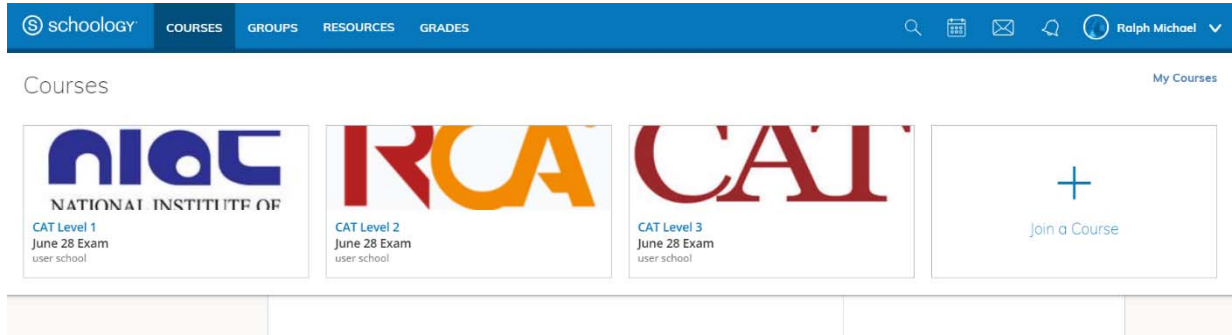 schoology
COURSES
GROUPS
RESOURCES
GRADES
Ralph Michael
Courses
My Courses
niat
NATIONAL INSTITUTE OF
CAT Level 1
June 28 Exam
user school
RCA
CAT Level 2
June 28 Exam
user school
CAT
CAT Level 3
June 28 Exam
user school
Join a Course